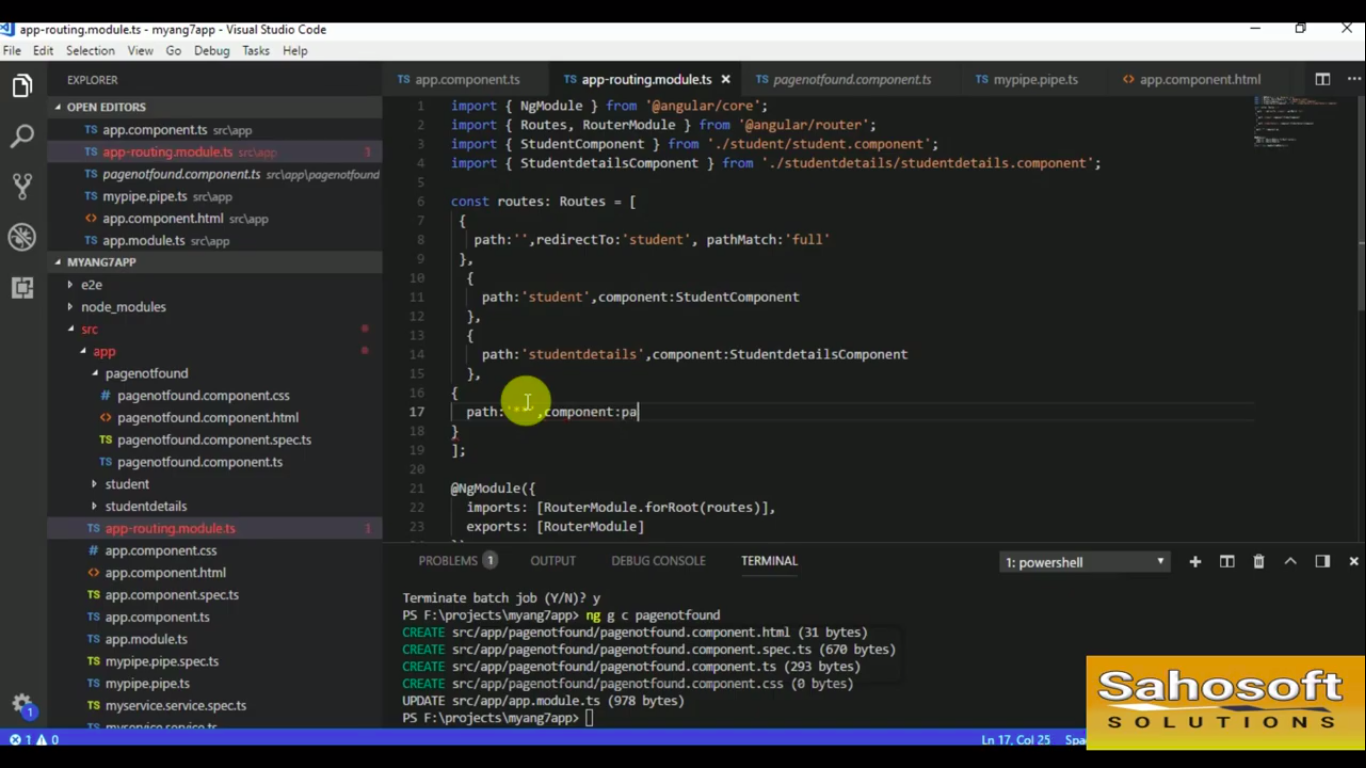 app-routing.module.ts - myang7app - Visual Studio Code
File Edit Selection View Go Debug Tasks Help
EXPLORER
OPEN EDITORS
TS app.component.ts src\app
TS app-routing.module.ts src\app 1
TS pagenotfound.component.ts src\app\pagenotfound
TS mypipe.pipe.ts src\app
<> app.component.html src\app
TS app.module.ts src\app
MYANG7APP
e2e
node_modules
src
app
pagenotfound
# pagenotfound.component.css
<> pagenotfound.component.html
TS pagenotfound.component.spec.ts
TS pagenotfound.component.ts
student
studentdetails
TS app-routing.module.ts 1
# app.component.css
<> app.component.html
TS app.component.spec.ts
TS app.component.ts
TS app.module.ts
TS mypipe.pipe.spec.ts
TS mypipe.pipe.ts
TS myservice.service.spec.ts
myservice.service.ts
1
TS app.component.ts TS app-routing.module.ts × TS pagenotfound.component.ts TS mypipe.pipe.ts <> app.component.html
1 import { NgModule } from '@angular/core';
2 import { Routes, RouterModule } from '@angular/router';
3 import { StudentComponent } from './student/student.component';
4 import { StudentdetailsComponent } from './studentdetails/studentdetails.component';
5
6 const routes: Routes = [
7 {
8 path:'',redirectTo:'student', pathMatch:'full'
9 },
10 {
11 path:'student',component:StudentComponent
12 },
13 {
14 path:'studentdetails',component:StudentdetailsComponent
15 },
16 {
17 path:'**',component:pa
18 }
19 ];
20
21 @NgModule({
22 imports: [RouterModule.forRoot(routes)],
23 exports: [RouterModule]
PROBLEMS 1 OUTPUT DEBUG CONSOLE TERMINAL 1: powershell
Terminate batch job (Y/N)? y
PS F:\projects\myang7app> ng g c pagenotfound
CREATE src/app/pagenotfound/pagenotfound.component.html (31 bytes)
CREATE src/app/pagenotfound/pagenotfound.component.spec.ts (670 bytes)
CREATE src/app/pagenotfound/pagenotfound.component.ts (293 bytes)
CREATE src/app/pagenotfound/pagenotfound.component.css (0 bytes)
UPDATE src/app/app.module.ts (978 bytes)
PS F:\projects\myang7app>
1 0 Ln 17, Col 25 Spa
Sahosoft
SOLUTIONS